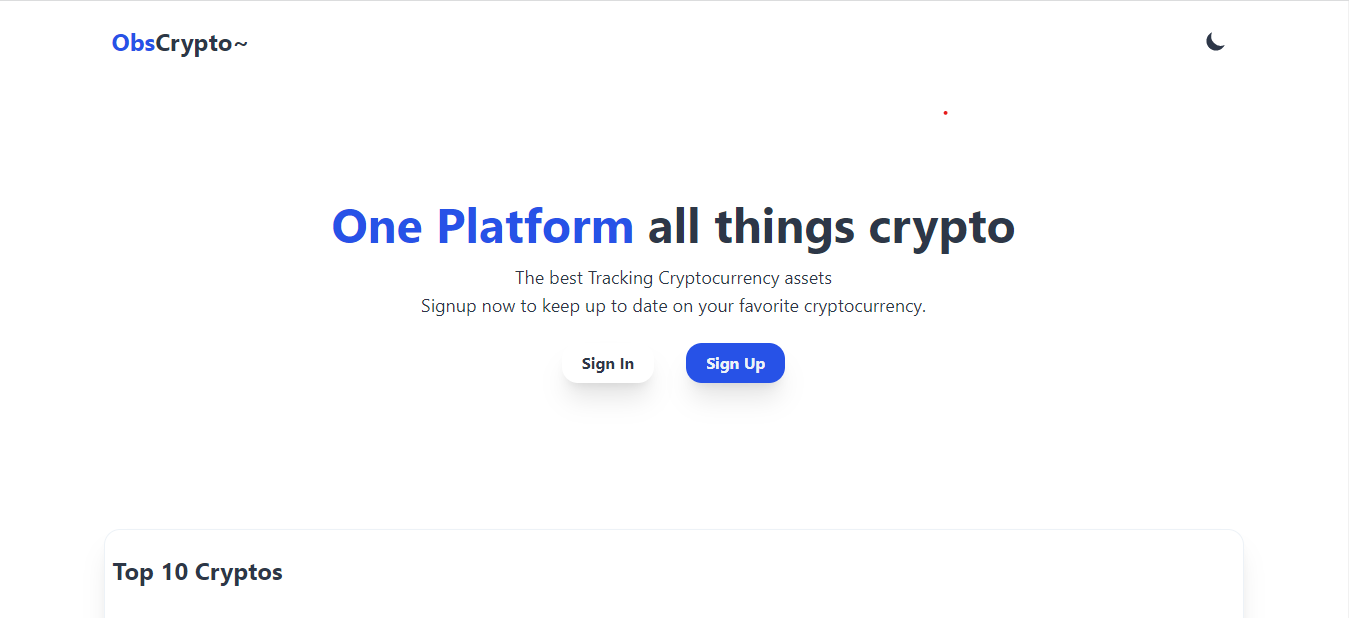 ObsCrypto~
One Platform all things crypto
The best Tracking Cryptocurrency assets
Signup now to keep up to date on your favorite cryptocurrency.
Sign In
Sign Up
Top 10 Cryptos